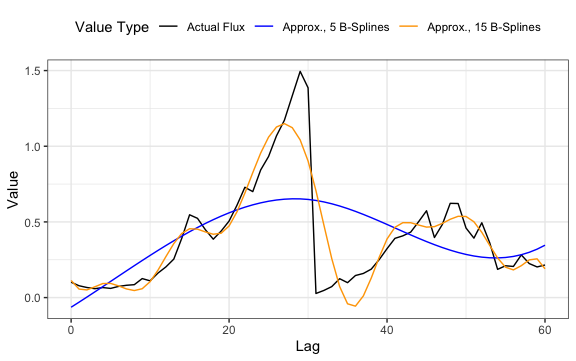 Value Type Actual Flux Approx., 5 B-Splines Approx., 15 B-Splines
1.5
1.0
0.5
0.0
Value
0 20 40 60
Lag